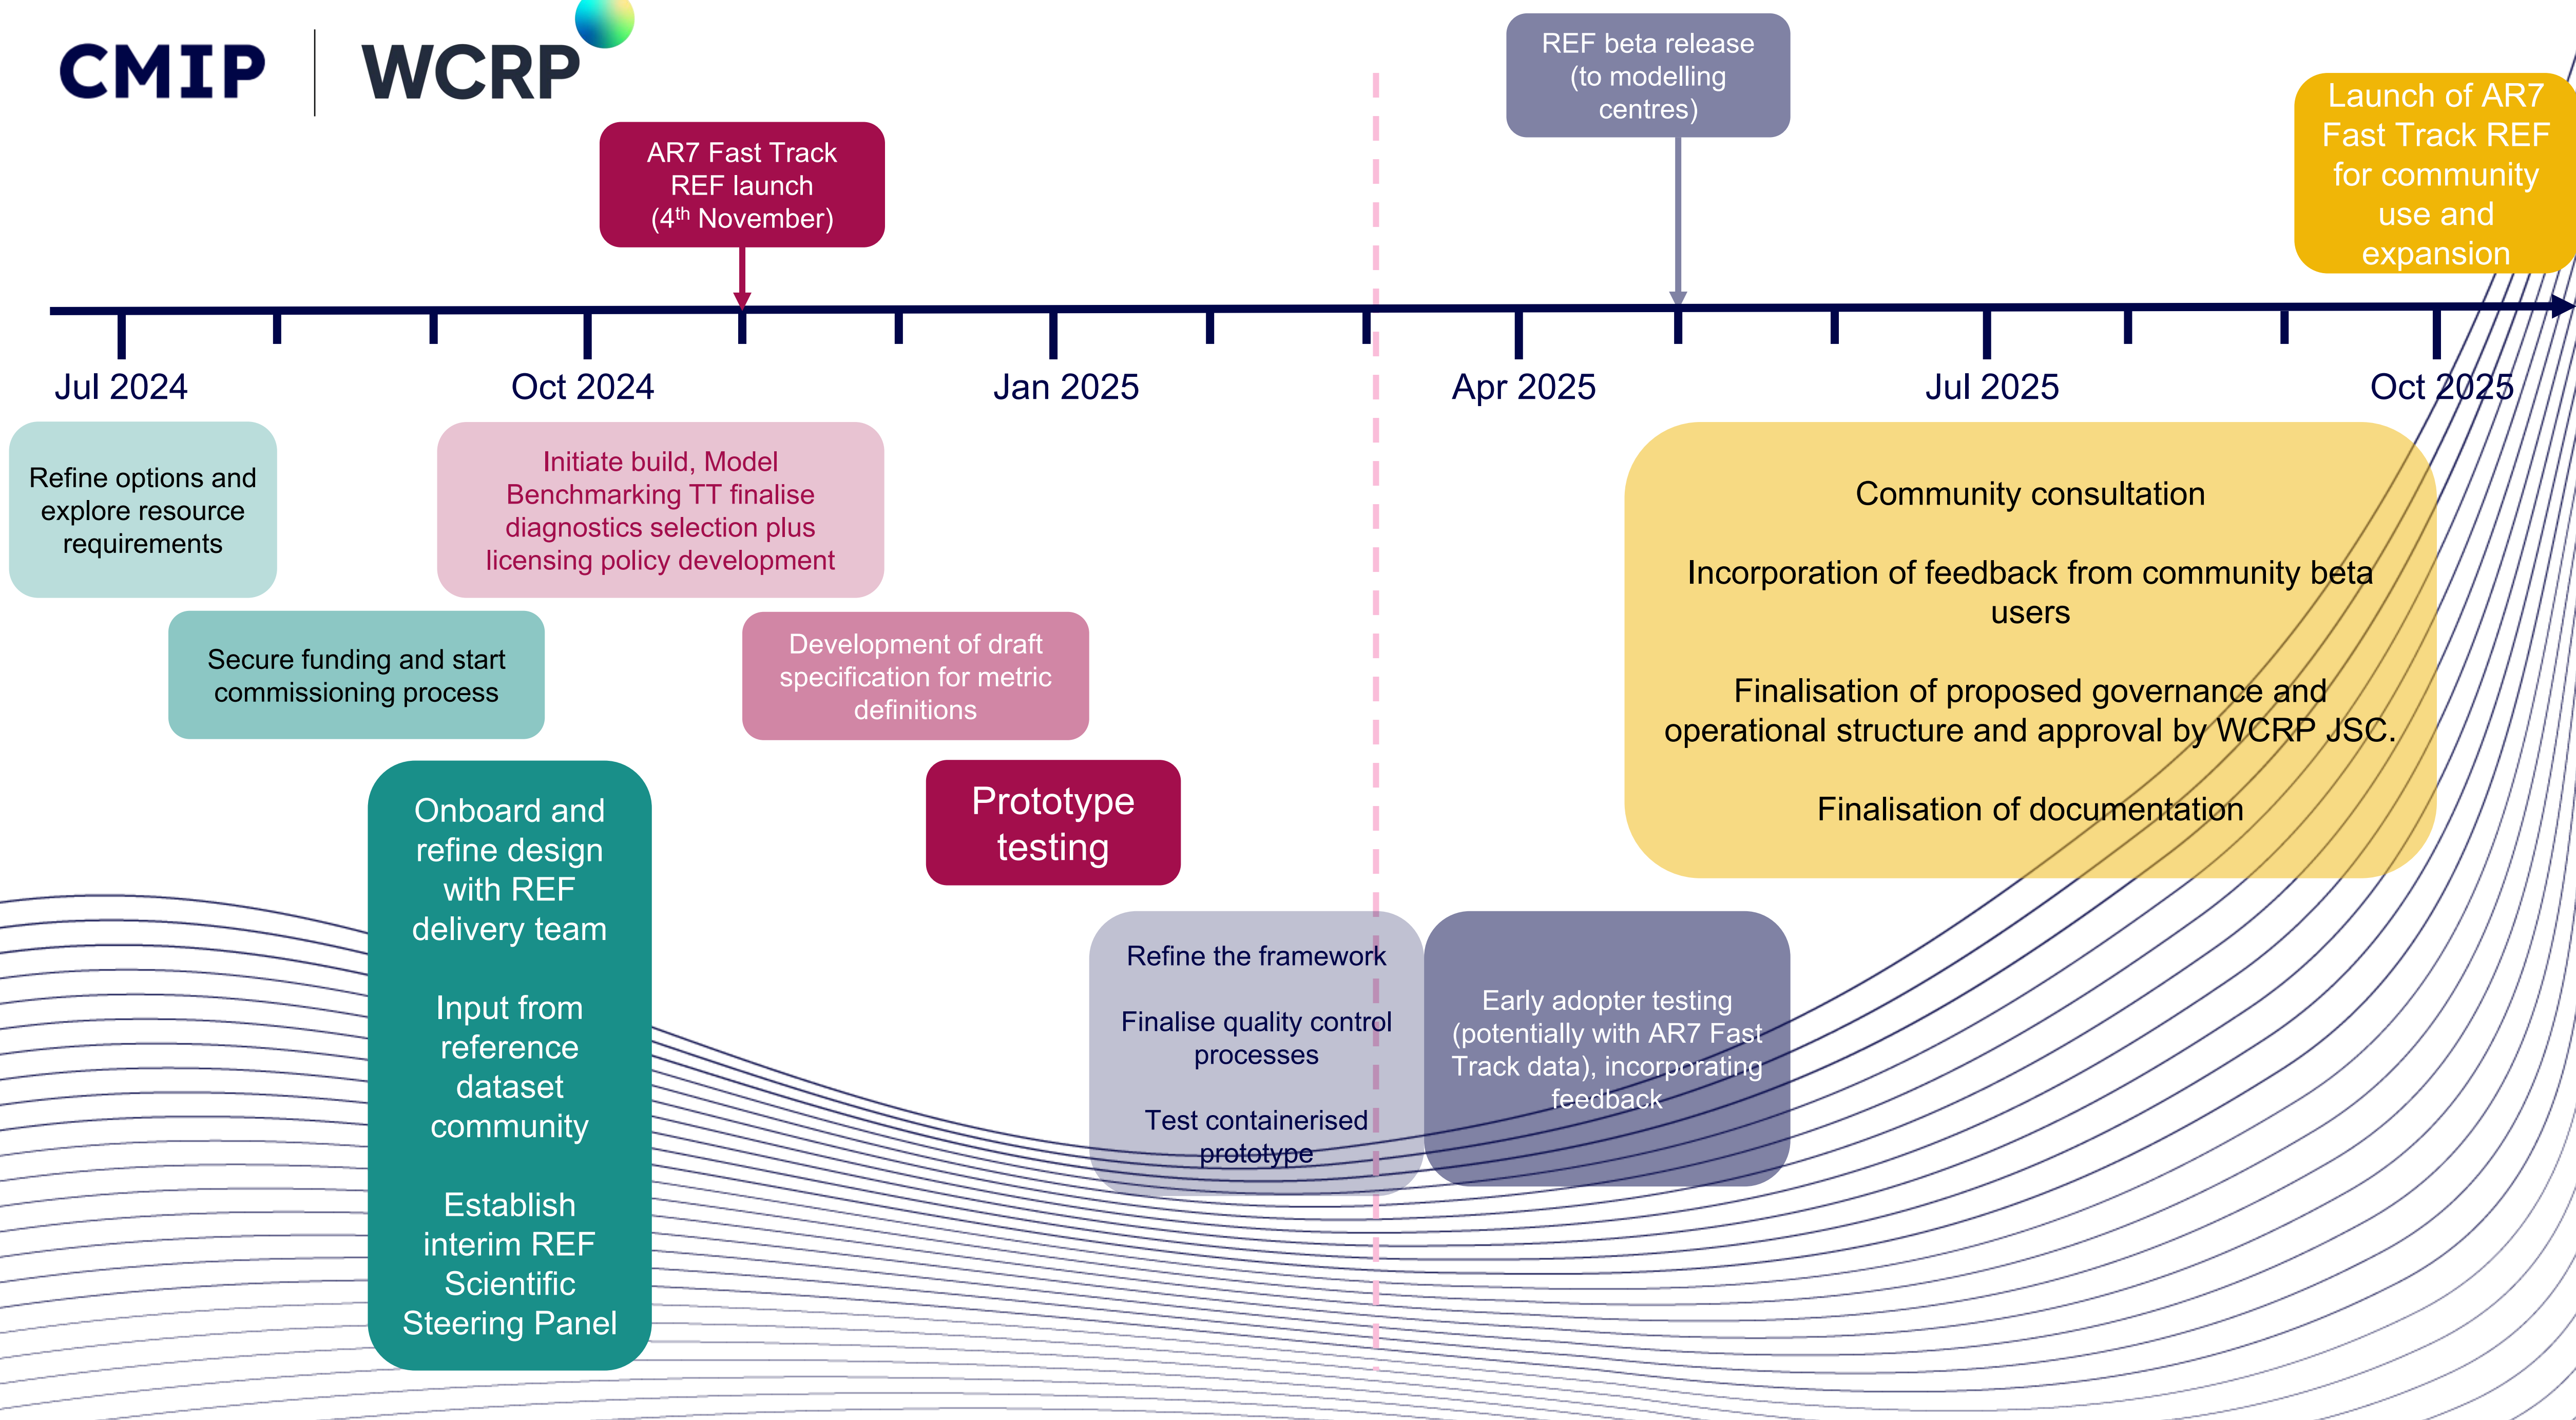 CMIP
WCRP
AR7 Fast Track
REF launch
(4th November)
REF beta release
(to modelling
centres)
Launch of AR7
Fast Track REF
for community
use and
expansion
Jul 2024
Oct 2024
Jan 2025
Apr 2025
Jul 2025
Oct 2025
Refine options and
explore resource
requirements
Initiate build, Model
Benchmarking TT finalise
diagnostics selection plus
licensing policy development
Secure funding and start
commissioning process
Development of draft
specification for metric
definitions
Onboard and
refine design
with REF
delivery team
Input from
reference
dataset
community
Establish
interim REF
Scientific
Steering Panel
Prototype
testing
Refine the framework
Finalise quality control
processes
Test containerised
prototype
Early adopter testing
(potentially with AR7 Fast
Track data), incorporating
feedback
Community consultation
Incorporation of feedback from community beta
users
Finalisation of proposed governance and
operational structure and approval by WCRP JSC.
Finalisation of documentation